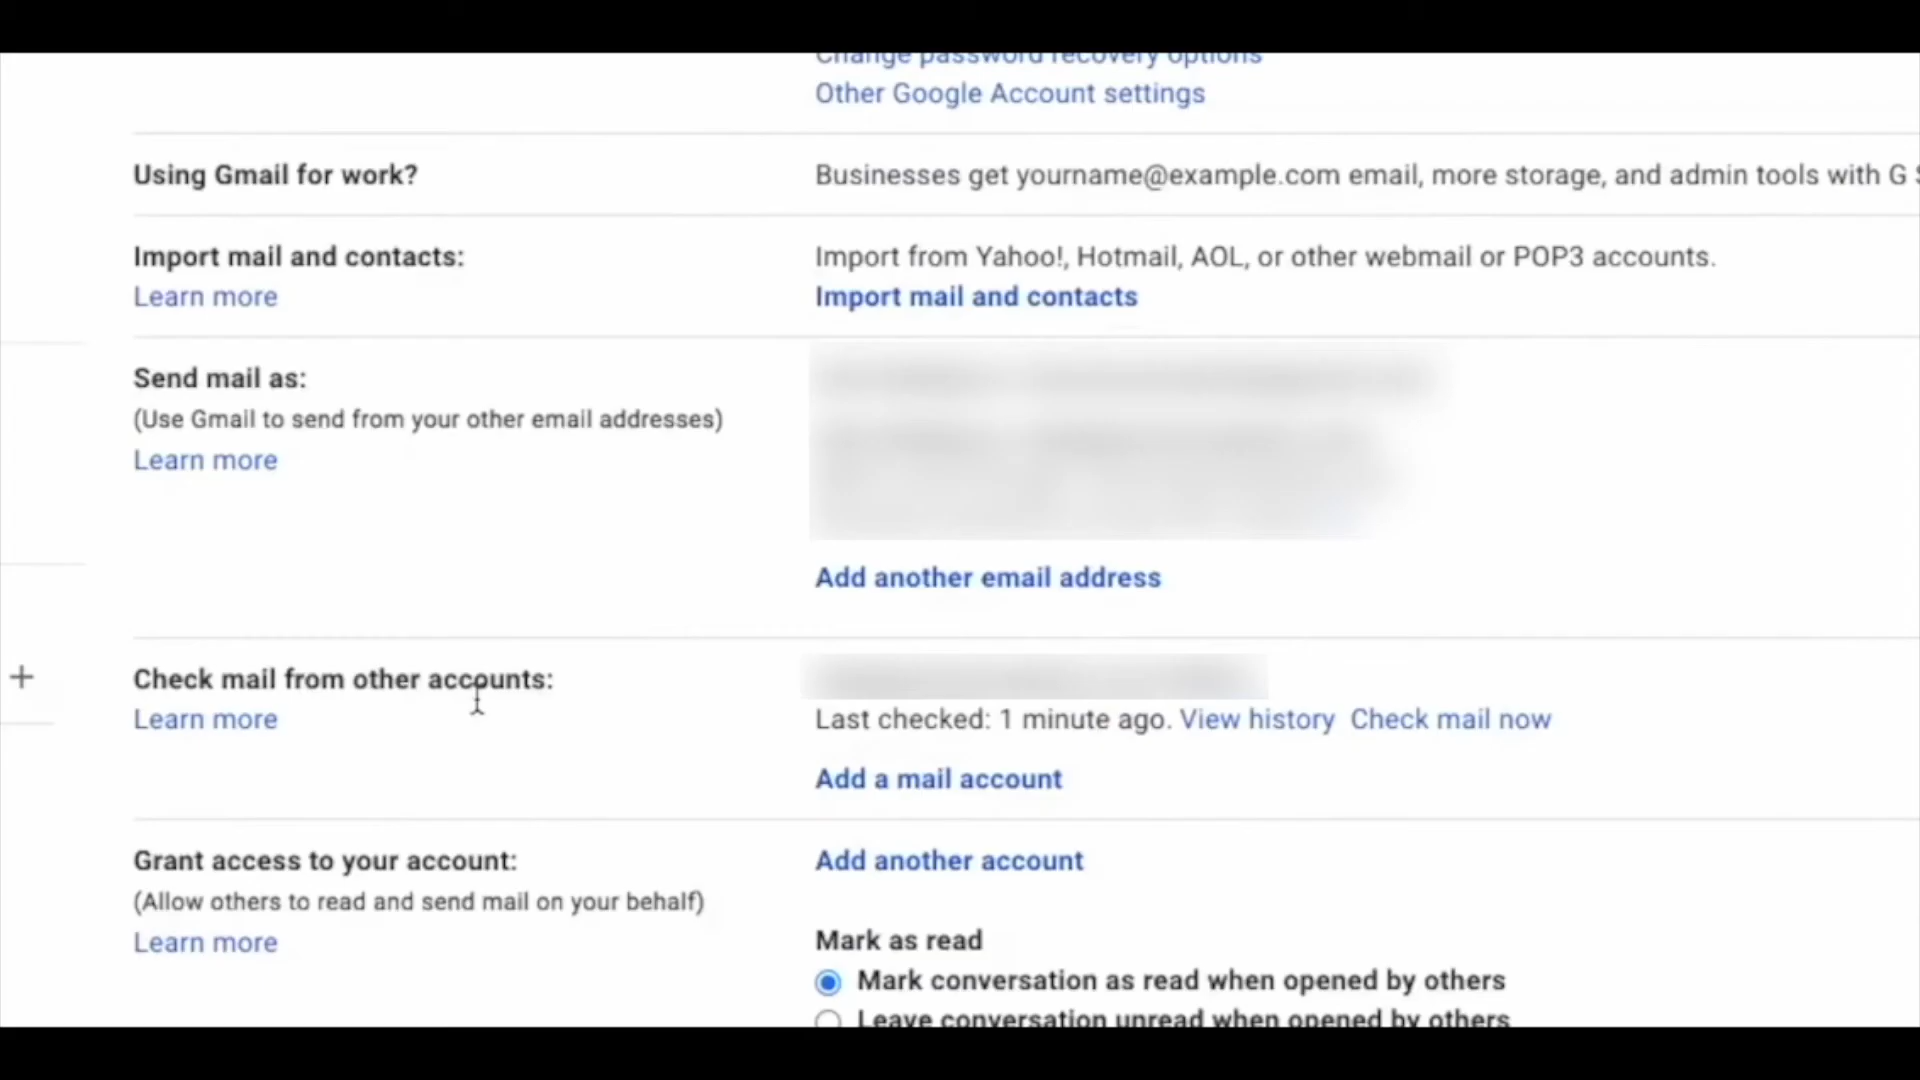 Change password recovery options
Other Google Account settings
Using Gmail for work?
Businesses get yourname@example.com email, more storage, and admin tools with G S
Import mail and contacts:
Import from Yahoo!, Hotmail, AOL, or other webmail or POP3 accounts.
Learn more
Import mail and contacts
Send mail as:
(Use Gmail to send from your other email addresses)
Learn more
Add another email address
Check mail from other accounts:
Learn more
Last checked: 1 minute ago. View history Check mail now
Add a mail account
Grant access to your account:
Add another account
(Allow others to read and send mail on your behalf)
Learn more
Mark as read
Mark conversation as read when opened by others
Leave conversation unread when opened by others